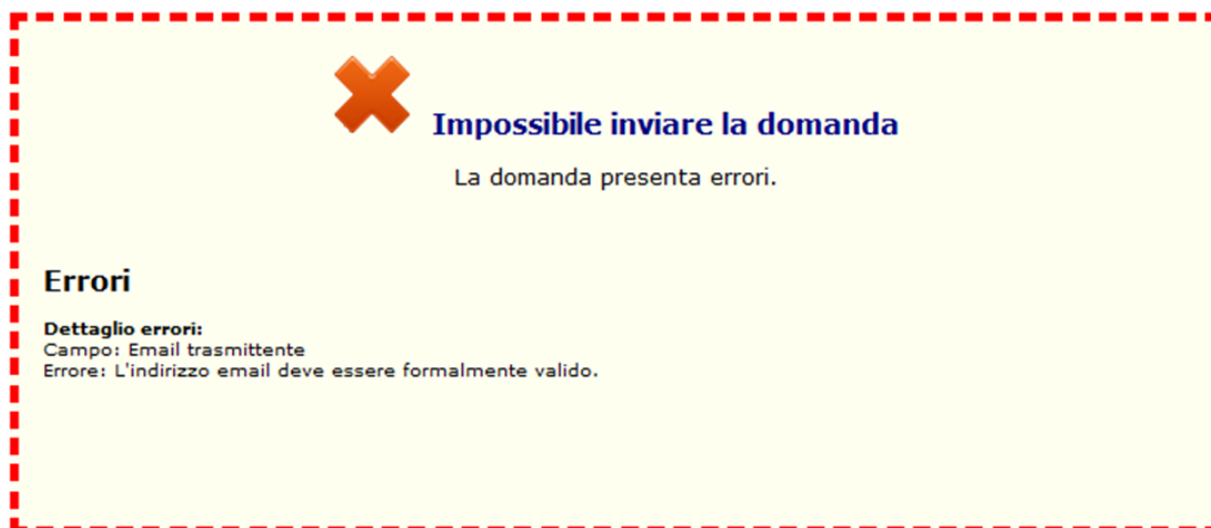 Impossibile inviare la domanda
La domanda presenta errori.
Errori
Dettaglio errori:
Campo: Email trasmittente
Errore: L'indirizzo email deve essere formalmente valido.